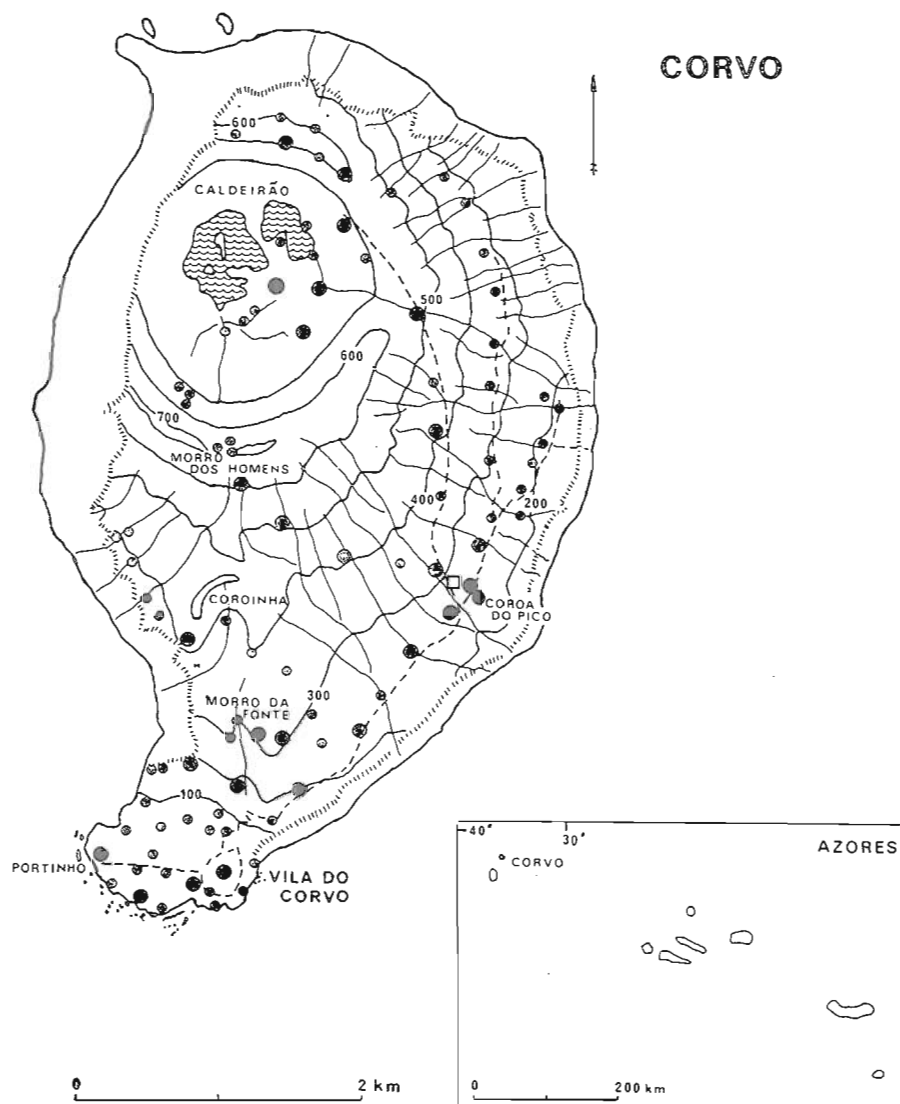 CORVO
N
600
CALDEIRÃO
500
600
700
MORRO
DOS HOMENS
400
200
COROINHA
COROA
DO PICO
MORRO DA
FONTE
300
100
PORTINHO
VILA DO
CORVO
0
2 km
40°
30°
AZORES
CORVO
0
200 km